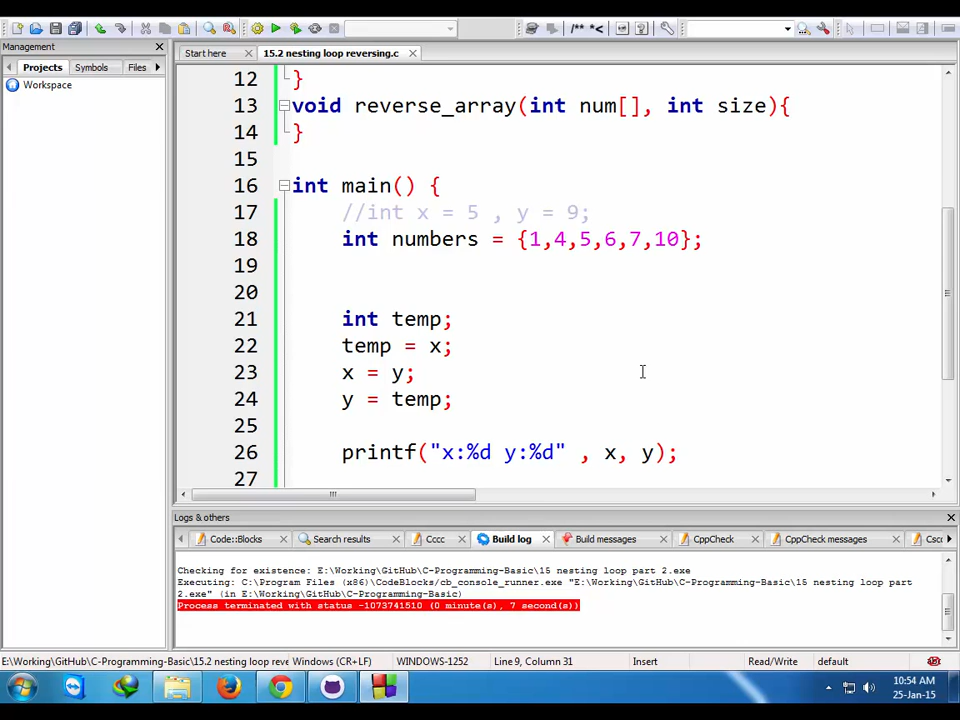 Management
Projects Symbols Files
Workspace
Start here 15.2 nesting loop reversing.c
12 }
13 void reverse_array(int num[], int size){
14 }
15
16 int main() {
17 //int x = 5 , y = 9;
18 int numbers = {1,4,5,6,7,10};
19
20
21 int temp;
22 temp = x;
23 x = y;
24 y = temp;
25
26 printf("x:%d y:%d" , x, y);
27
Logs & others
Code::Blocks Search results Cccc Build log Build messages CppCheck CppCheck messages Csco
Checking for existence: E:\Working\GitHub\C-Programming-Basic\15 nesting loop part 2.exe
Executing: C:\Program Files (x86)\CodeBlocks/cb_console_runner.exe "E:\Working\GitHub\C-Programming-Basic\15 nesting loop part
2.exe" (in E:\Working\GitHub\C-Programming-Basic)
Process terminated with status -1073741510 (0 minute(s), 7 second(s))
E:\Working\GitHub\C-Programming-Basic\15.2 nesting loop reve Windows (CR+LF) WINDOWS-1252 Line 9, Column 31 Insert Read/Write default
10:54 AM
25-Jan-15